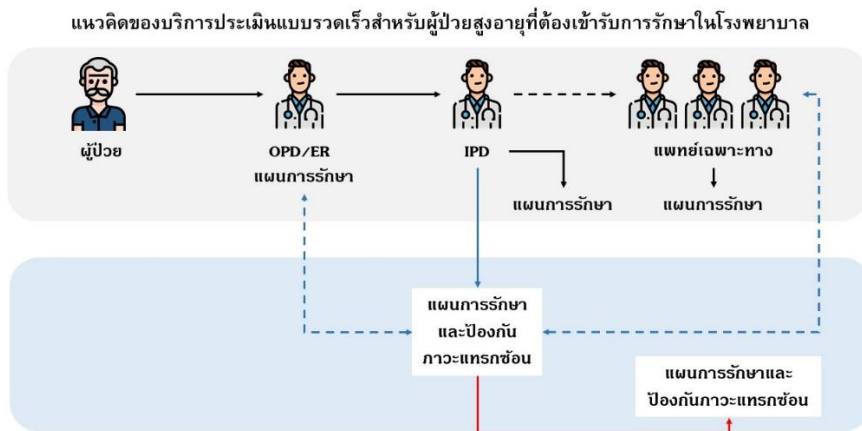 แนวคิดของบริการประเมินแบบรวดเร็วสำหรับผู้ป่วยสูงอายุที่ต้องเข้ารับการรักษาในโรงพยาบาล
ผู้ป่วย
OPD/ER
แผนการรักษา
IPD
แพทย์เฉพาะทาง
แผนการรักษา
แผนการรักษา
แผนการรักษา
และป้องกัน
ภาวะแทรกซ้อน
แผนการรักษาและ
ป้องกันภาวะแทรกซ้อน